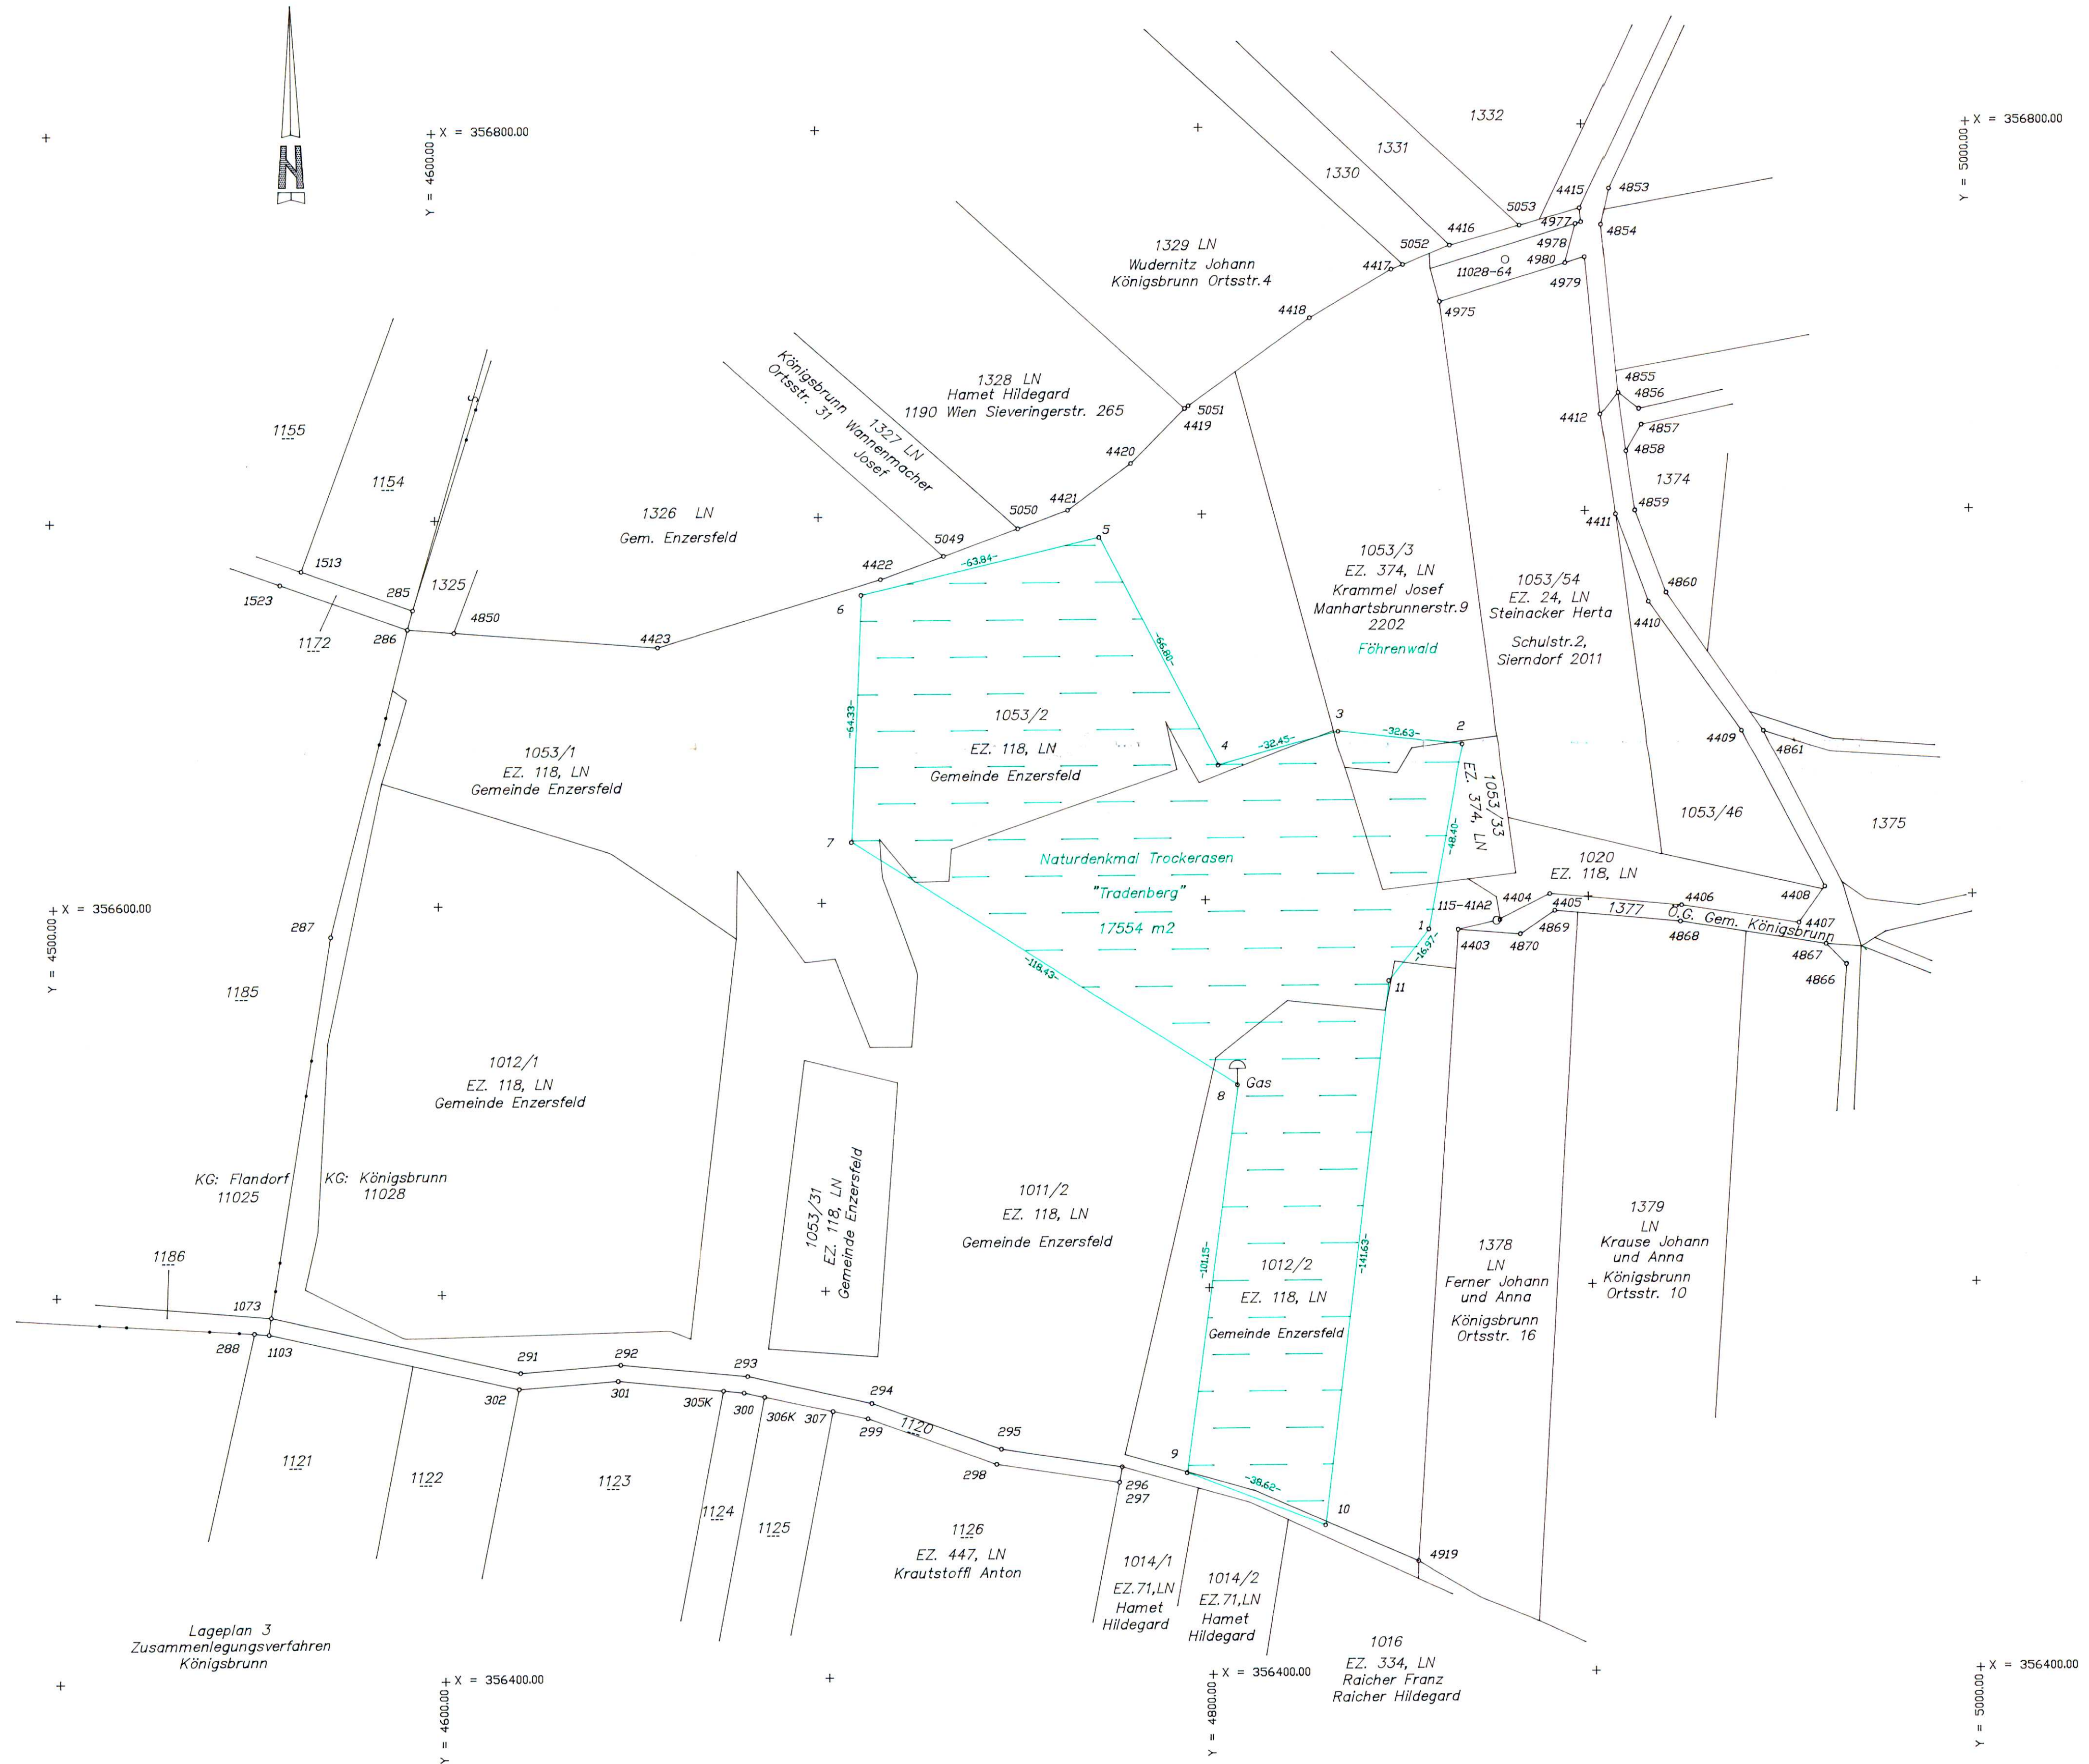 N
Y = 4600.00
X = 356800.00
Y = 5000.00
X = 356800.00
1332
1331
1330
4415
4853
5053
4977
4416
4854
5052
4978
4980
11028-64
4417
4979
1329 LN
Wudernitz Johann
Königsbrunn Ortsstr.4
4418
4975
Königsbrunn
Ortsstr. 31
1327 LN
Wannenmacher
Josef
1328 LN
Hamet Hildegard
1190 Wien Sieveringerstr. 265
5051
4419
4855
4856
4412
4857
4858
1155
1154
4420
1374
4421
4859
1326 LN
Gem. Enzersfeld
5050
4411
5049
5
1513
4422
-63.84-
1053/3
EZ. 374, LN
Krammel Josef
Manhartsbrunnerstr.9
2202
Föhrenwald
1053/54
EZ. 24, LN
Steinacker Herta
Schulstr.2,
Sierndorf 2011
4860
1325
285
1523
6
4850
4410
286
1172
4423
-66.80-
-64.33-
1053/2
EZ. 118, LN
Gemeinde Enzersfeld
3
2
-32.63-
4
-32.45-
4409
4861
1053/1
EZ. 118, LN
Gemeinde Enzersfeld
1053/33
EZ. 374, LN
-48.40-
1053/46
1375
7
Naturdenkmal Trockerasen
"Tradenberg"
17554 m2
1020
EZ. 118, LN
4408
4404
4406
115-41A2
4405
1377
O.G. Gem. Königsbrunn
4407
X = 356600.00
Y = 4500.00
287
1
4403
4870
4869
4868
4867
4866
-16.97-
-118.43-
11
1185
1012/1
EZ. 118, LN
Gemeinde Enzersfeld
Gas
8
KG: Flandorf
11025
KG: Königsbrunn
11028
1053/31
EZ. 118, LN
Gemeinde Enzersfeld
1011/2
EZ. 118, LN
Gemeinde Enzersfeld
-101.15-
-141.63-
1012/2
EZ. 118, LN
Gemeinde Enzersfeld
1378
LN
Ferner Johann
und Anna
Königsbrunn
Ortsstr. 16
1379
LN
Krause Johann
und Anna
Königsbrunn
Ortsstr. 10
1186
1073
288
1103
291
292
293
294
302
301
305K
300
306K
307
299
1120
295
298
9
296
297
-38.62-
10
1121
1122
1123
1124
1125
1126
EZ. 447, LN
Krautstoffl Anton
4919
1014/1
EZ.71,LN
Hamet
Hildegard
1014/2
EZ.71,LN
Hamet
Hildegard
1016
EZ. 334, LN
Raicher Franz
Raicher Hildegard
Lageplan 3
Zusammenlegungsverfahren
Königsbrunn
Y = 4600.00
X = 356400.00
Y = 4800.00
X = 356400.00
Y = 5000.00
X = 356400.00